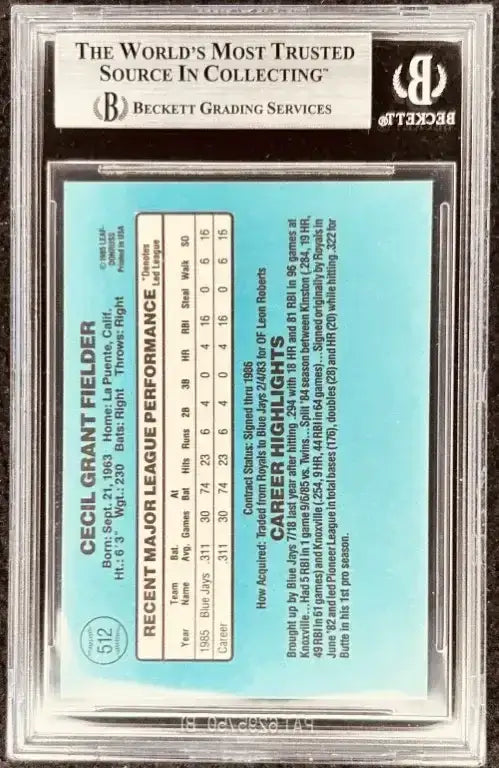 THE WORLD'S MOST TRUSTED
SOURCE IN COLLECTING™
B BECKETT GRADING SERVICES
B
BECKETT®
512
© 1985 LEAF-
DONRUSS
Printed in USA
CECIL GRANT FIELDER
Born: Sept. 21, 1963 Home: La Puente, Calif.
Ht.: 6'3" Wgt.: 230 Bats: Right Throws: Right
RECENT MAJOR LEAGUE PERFORMANCE *Denotes Led League
Year Team Name Bat. Avg. Games At Bat Hits Runs 2B 3B HR RBI Steal Walk SO
1985 Blue Jays .311 30 74 23 6 4 0 4 16 0 6 16
Career .311 30 74 23 6 4 0 4 16 0 6 16
Contract Status: Signed thru 1986
How Acquired: Traded from Royals to Blue Jays 2/4/83 for OF Leon Roberts
CAREER HIGHLIGHTS
Brought up by Blue Jays 7/18 last year after hitting .294 with 18 HR and 81 RBI in 96 games at
Knoxville...Had 5 RBI in 1 game 9/6/85 vs. Twins...Split '84 season between Kinston (.284, 19 HR,
49 RBI in 61 games) and Knoxville (.254, 9 HR, 44 RBI in 64 games)...Signed originally by Royals in
June '82 and led Pioneer League in total bases (176), doubles (28) and HR (20) while hitting .322 for
Butte in his 1st pro season.